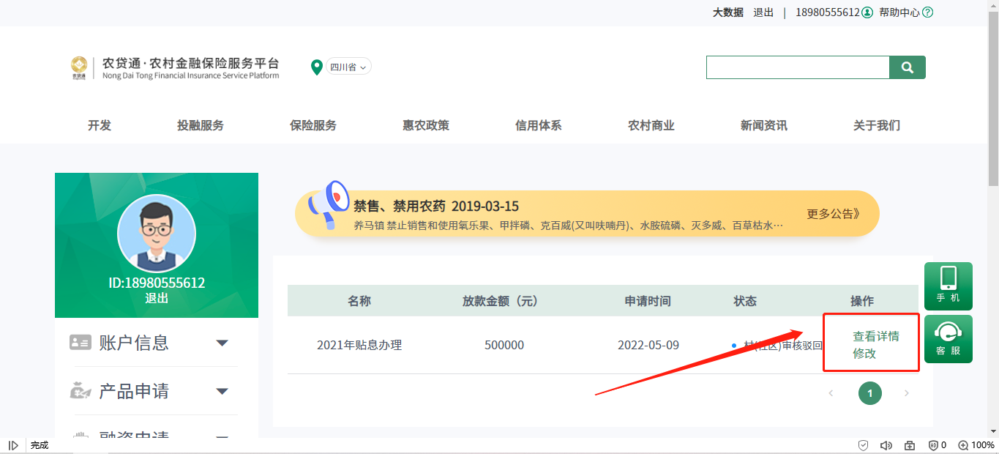 大数据 退出 | 18980555612 帮助中心
农贷通·农村金融保险服务平台
Nong Dai Tong Financial Insurance Service Platform
农贷通
四川省
开发 投融服务 保险服务 惠农政策 信用体系 农村商业 新闻资讯 关于我们
ID:18980555612
退出
账户信息
产品申请
融资申请
禁售、禁用农药 2019-03-15
养马镇 禁止销售和使用氧乐果、甲拌磷、克百威(又叫呋喃丹)、水胺硫磷、灭多威、百草枯水…
更多公告》
名称 放款金额（元） 申请时间 状态 操作
2021年贴息办理 500000 2022-05-09 村(社区)审核驳回 查看详情
修改
1
手 机
客 服
完成
0
100%